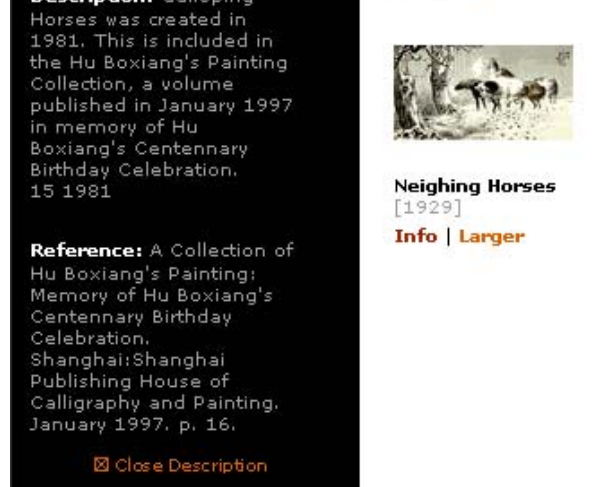 Description: Galloping
Horses was created in
1981. This is included in
the Hu Boxiang's Painting
Collection, a volume
published in January 1997
in memory of Hu
Boxiang's Centennary
Birthday Celebration.
15 1981
Reference: A Collection of
Hu Boxiang's Painting:
Memory of Hu Boxiang's
Centennary Birthday
Celebration.
Shanghai:Shanghai
Publishing House of
Calligraphy and Painting.
January 1997. p. 16.
Close Description
Neighing Horses
[1929]
Info | Larger